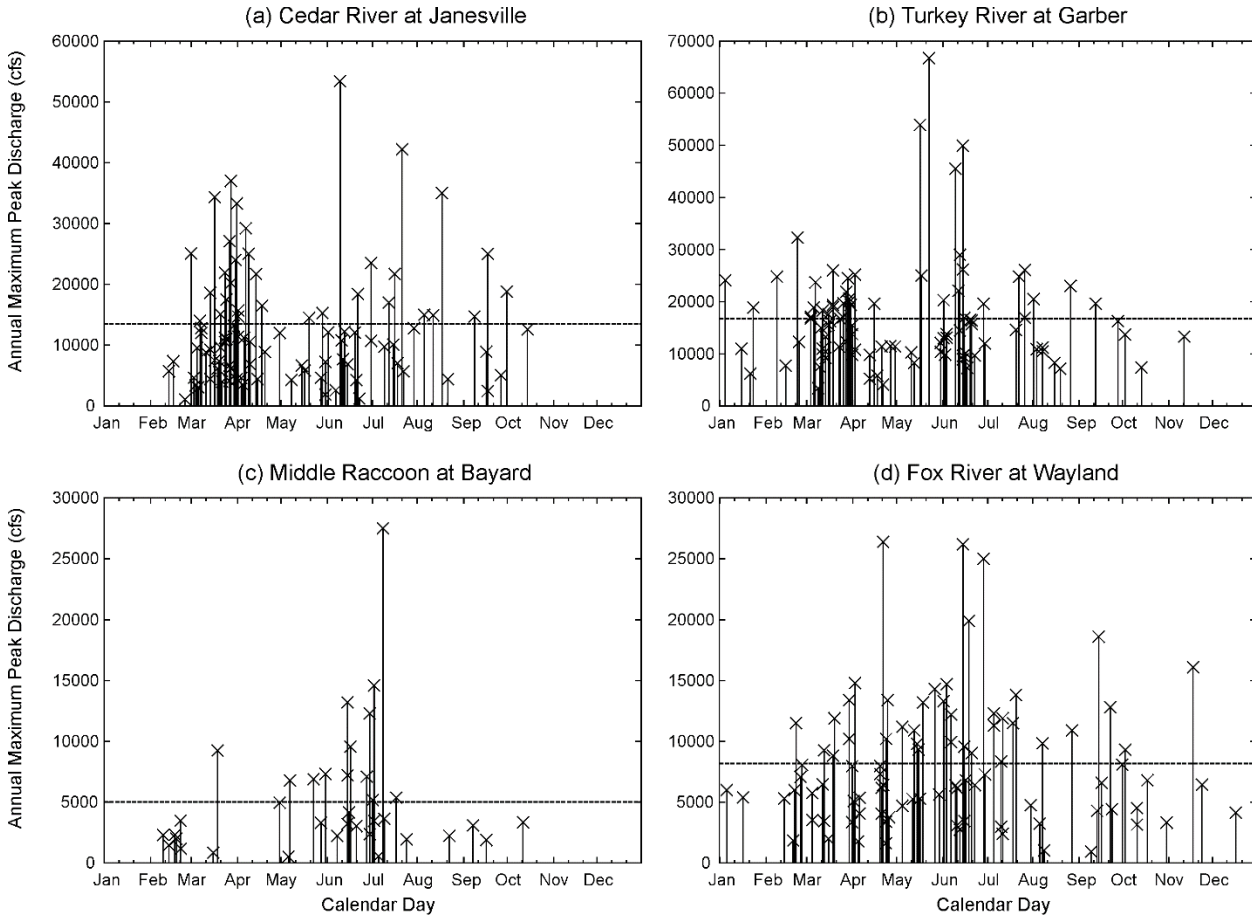 (a) Cedar River at Janesville
(b) Turkey River at Garber
Annual Maximum Peak Discharge (cfs)
60000
50000
40000
30000
20000
10000
0
Jan Feb Mar Apr May Jun Jul Aug Sep Oct Nov Dec
70000
60000
50000
40000
30000
20000
10000
0
Jan Feb Mar Apr May Jun Jul Aug Sep Oct Nov Dec
(c) Middle Raccoon at Bayard
(d) Fox River at Wayland
Annual Maximum Peak Discharge (cfs)
30000
25000
20000
15000
10000
5000
0
Jan Feb Mar Apr May Jun Jul Aug Sep Oct Nov Dec
Calendar Day
30000
25000
20000
15000
10000
5000
0
Jan Feb Mar Apr May Jun Jul Aug Sep Oct Nov Dec
Calendar Day